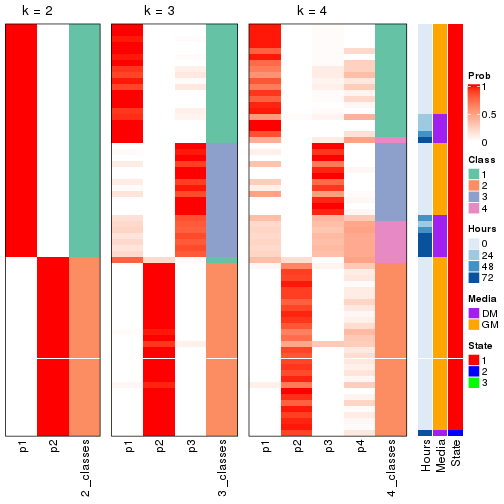 k = 2
k = 3
k = 4
p1
p2
2_classes
p1
p2
p3
3_classes
p1
p2
p3
p4
4_classes
Hours
Media
State
Prob
1
0.5
0
Class
1
2
3
4
Hours
0
24
48
72
Media
DM
GM
State
1
2
3